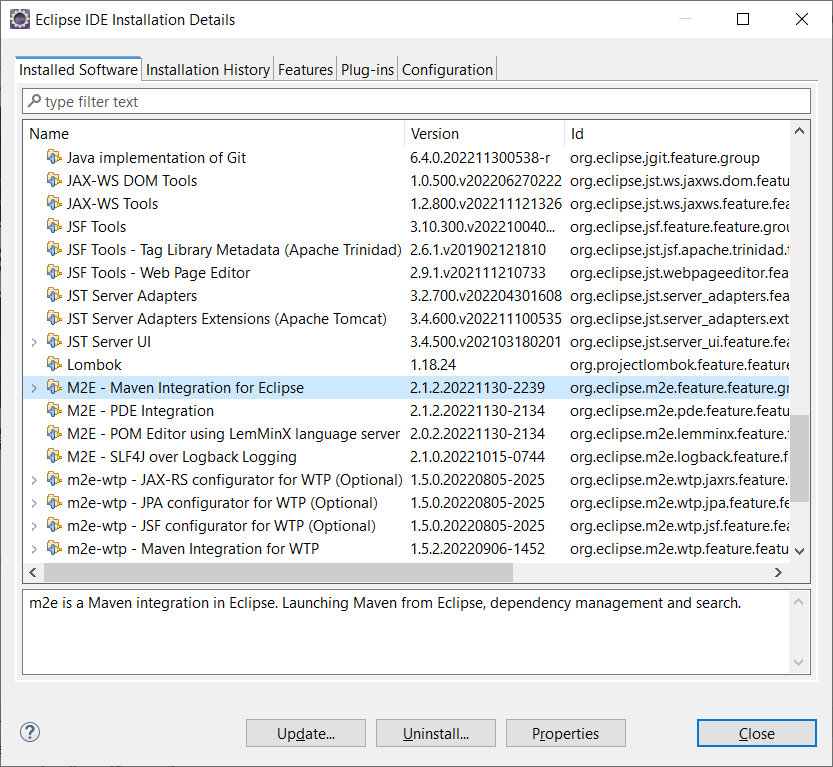 Eclipse IDE Installation Details
Installed Software Installation History Features Plug-ins Configuration
type filter text
Name Version Id
Java implementation of Git 6.4.0.202211300538-r org.eclipse.jgit.feature.group
JAX-WS DOM Tools 1.0.500.v202206270222 org.eclipse.jst.ws.jaxws.dom.featu
JAX-WS Tools 1.2.800.v202211121326 org.eclipse.jst.ws.jaxws.feature.fea
JSF Tools 3.10.300.v202210040... org.eclipse.jsf.feature.feature.grou
JSF Tools - Tag Library Metadata (Apache Trinidad) 2.6.1.v201902121810 org.eclipse.jst.jsf.apache.trinidad.t
JSF Tools - Web Page Editor 2.9.1.v202111210733 org.eclipse.jst.webpageeditor.fea
JST Server Adapters 3.2.700.v202204301608 org.eclipse.jst.server_adapters.fea
JST Server Adapters Extensions (Apache Tomcat) 3.4.600.v202211100535 org.eclipse.jst.server_adapters.ext
JST Server UI 3.4.500.v202103180201 org.eclipse.jst.server_ui.feature.fea
Lombok 1.18.24 org.projectlombok.feature.feature
M2E - Maven Integration for Eclipse 2.1.2.20221130-2239 org.eclipse.m2e.feature.feature.gr
M2E - PDE Integration 2.1.2.20221130-2134 org.eclipse.m2e.pde.feature.featu
M2E - POM Editor using LemMinX language server 2.0.2.20221130-2134 org.eclipse.m2e.lemminx.feature.
M2E - SLF4J over Logback Logging 2.1.0.20221015-0744 org.eclipse.m2e.logback.feature.f
m2e-wtp - JAX-RS configurator for WTP (Optional) 1.5.0.20220805-2025 org.eclipse.m2e.wtp.jaxrs.feature.
m2e-wtp - JPA configurator for WTP (Optional) 1.5.0.20220805-2025 org.eclipse.m2e.wtp.jpa.feature.fe
m2e-wtp - JSF configurator for WTP (Optional) 1.5.0.20220805-2025 org.eclipse.m2e.wtp.jsf.feature.fea
m2e-wtp - Maven Integration for WTP 1.5.2.20220906-1452 org.eclipse.m2e.wtp.feature.featu
m2e is a Maven integration in Eclipse. Launching Maven from Eclipse, dependency management and search.
Update... Uninstall... Properties Close